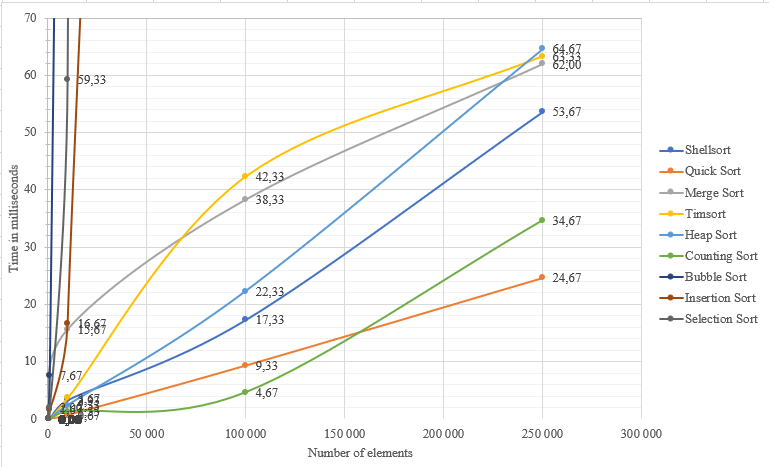 70
60
50
40
30
20
10
0
Time in milliseconds
59,33
16,67
15,67
7,67
42,33
38,33
22,33
17,33
9,33
4,67
64,67
63,33
62,00
53,67
34,67
24,67
0
50 000
100 000
150 000
200 000
250 000
300 000
Number of elements
Shellsort
Quick Sort
Merge Sort
Timsort
Heap Sort
Counting Sort
Bubble Sort
Insertion Sort
Selection Sort